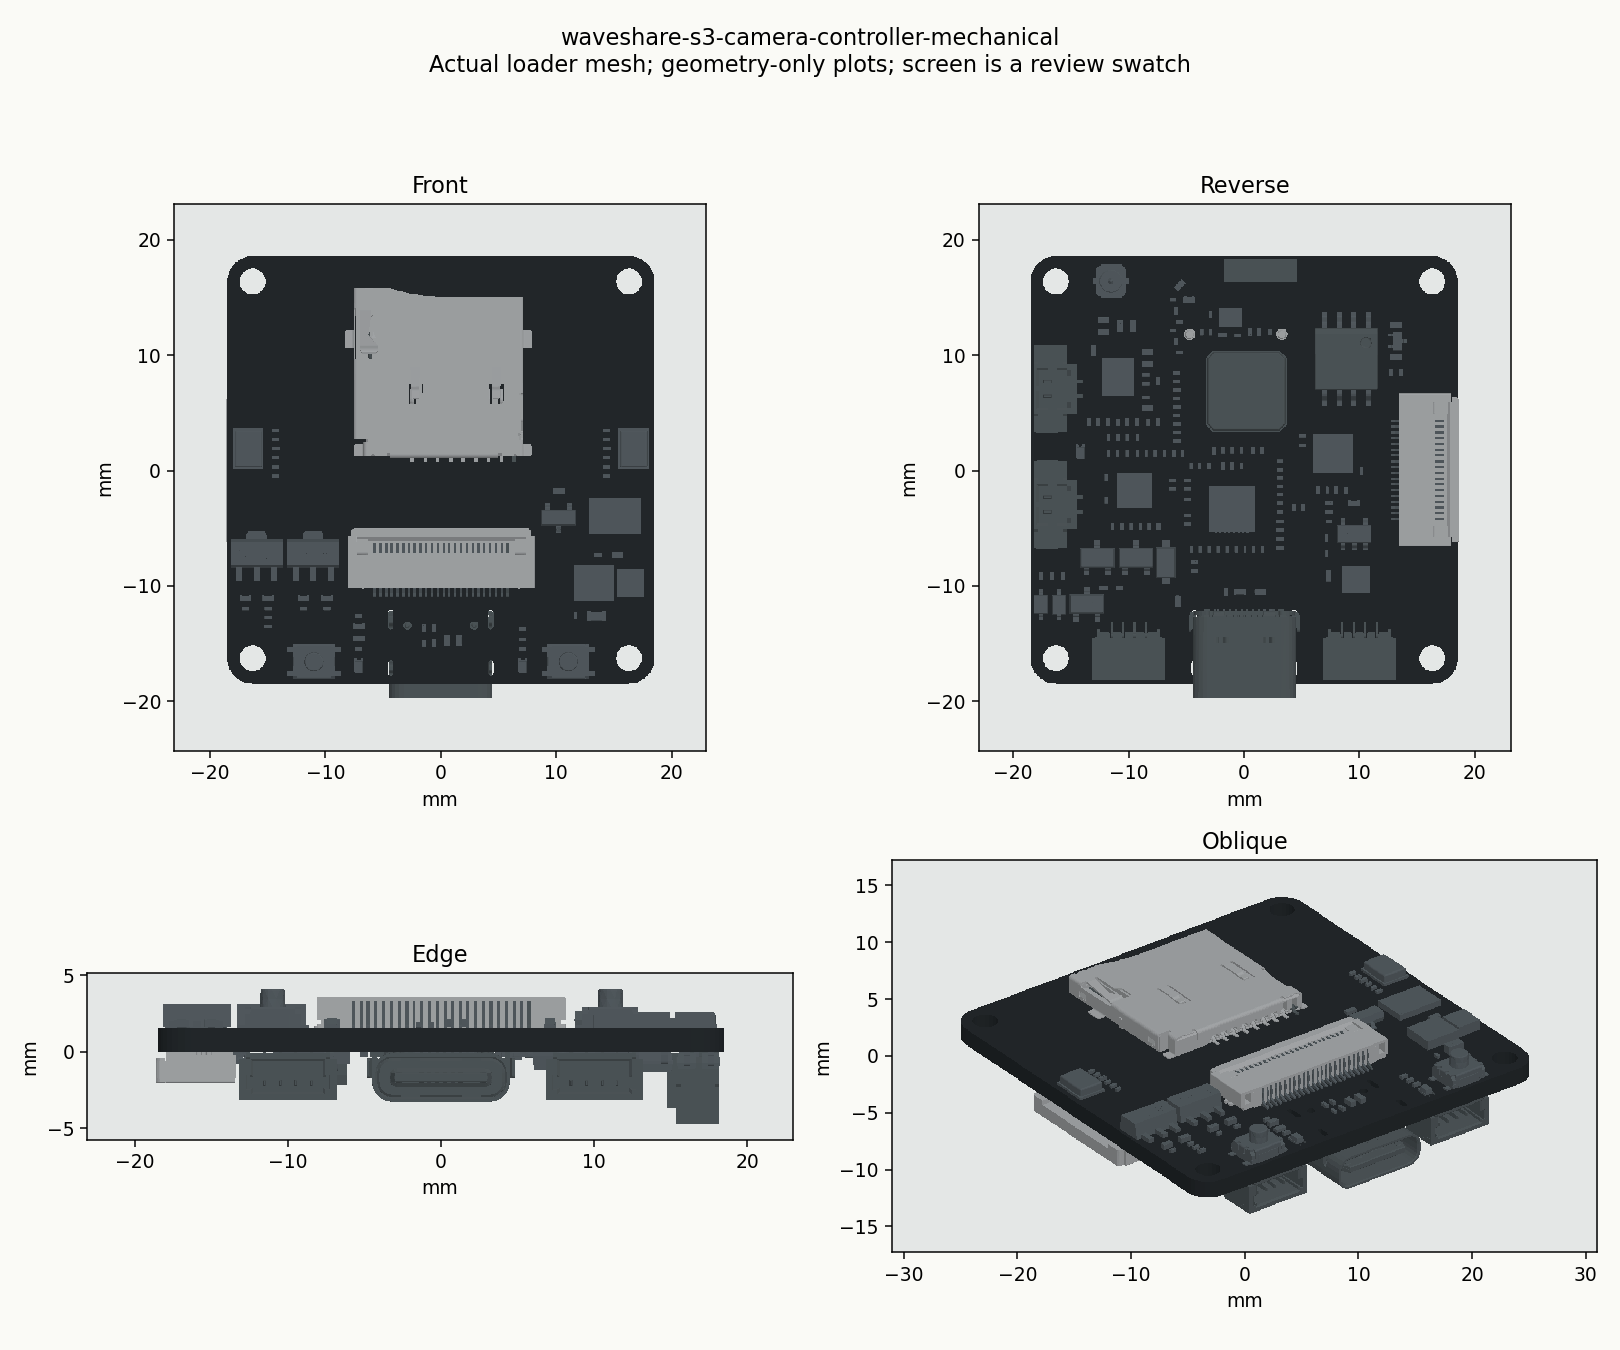 waveshare-s3-camera-controller-mechanical
Actual loader mesh; geometry-only plots; screen is a review swatch
Front
20
10
0
−10
−20
mm
−20 −10 0 10 20
mm
Reverse
20
10
0
−10
−20
mm
−20 −10 0 10 20
mm
Edge
5
0
−5
mm
−20 −10 0 10 20
mm
Oblique
15
10
5
0
−5
−10
−15
mm
−30 −20 −10 0 10 20 30
mm